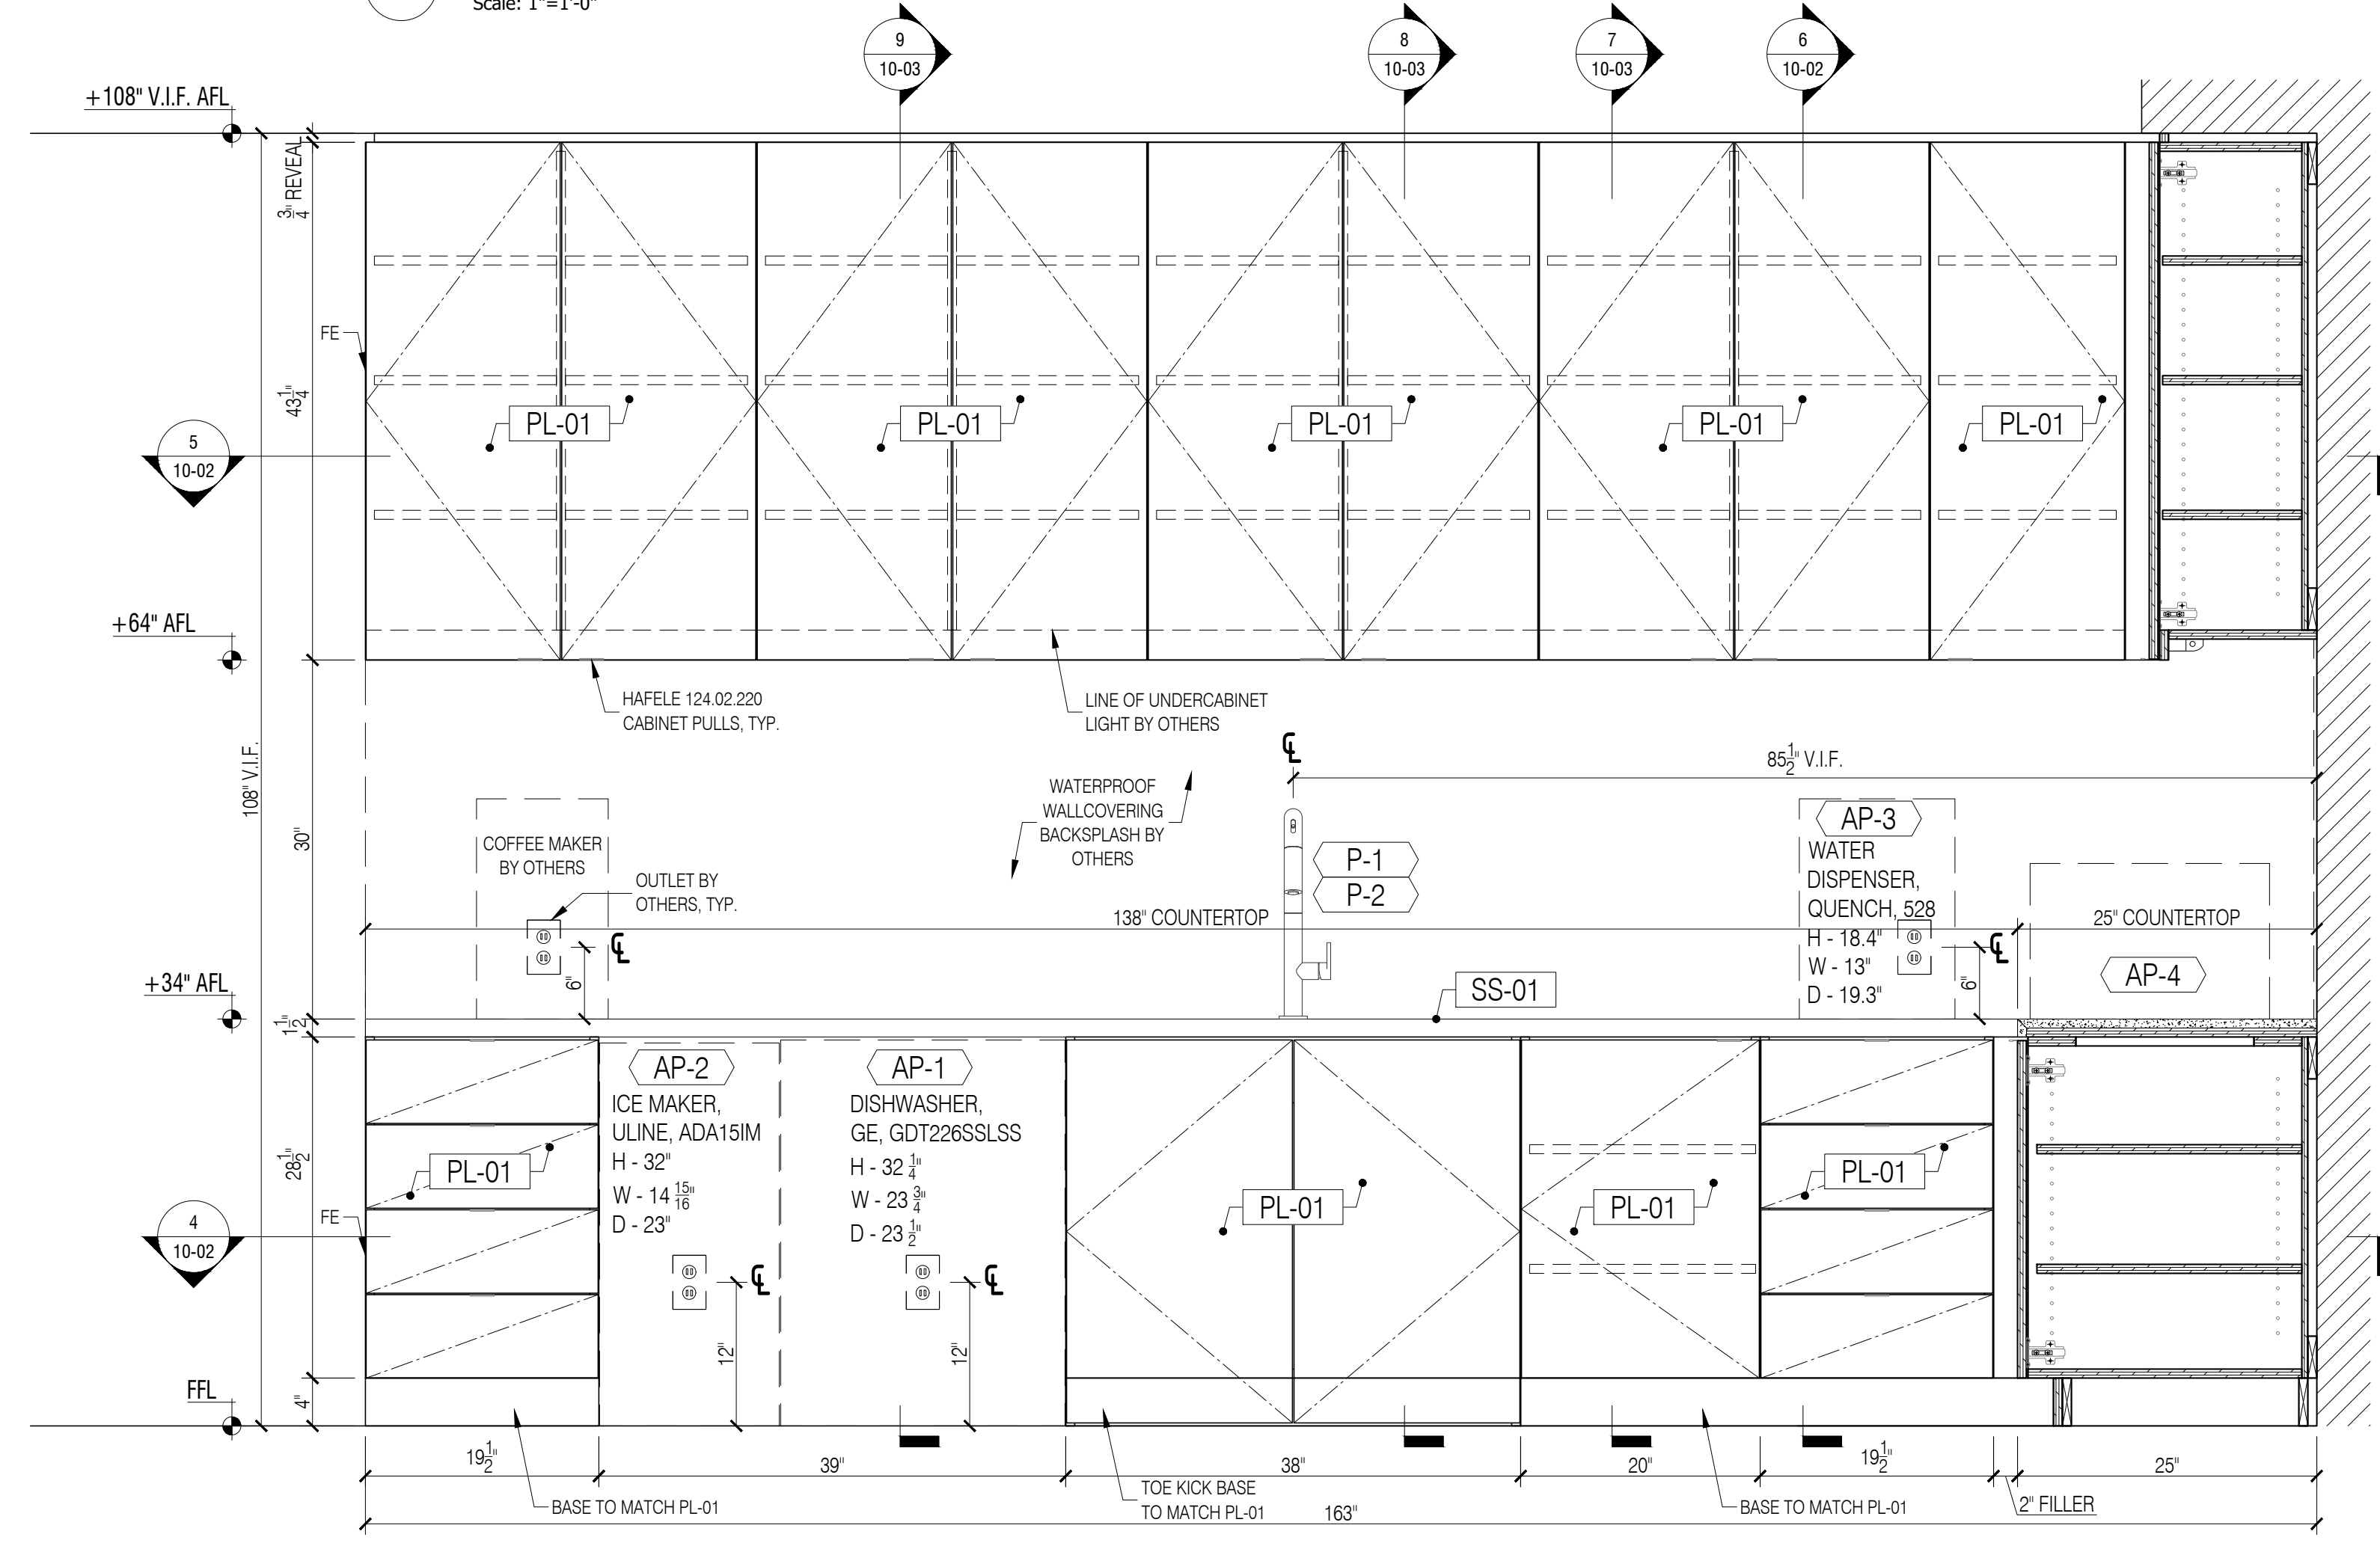 Scale: 1"=1'-0"
9
10-03
8
10-03
7
10-03
6
10-02
+108" V.I.F. AFL
3/4" REVEAL
FE
43 1/4"
PL-01
PL-01
PL-01
PL-01
PL-01
5
10-02
+64" AFL
HAFELE 124.02.220
CABINET PULLS, TYP.
LINE OF UNDERCABINET
LIGHT BY OTHERS
108" V.I.F.
30"
℄
85 1/2" V.I.F.
WATERPROOF
WALLCOVERING
BACKSPLASH BY
OTHERS
COFFEE MAKER
BY OTHERS
OUTLET BY
OTHERS, TYP.
℄
6"
P-1
P-2
138" COUNTERTOP
AP-3
WATER
DISPENSER,
QUENCH, 528
H - 18.4"
W - 13"
D - 19.3"
℄
6"
25" COUNTERTOP
AP-4
SS-01
+34" AFL
1 1/2"
28 1/2"
PL-01
AP-2
ICE MAKER,
ULINE, ADA15IM
H - 32"
W - 14 15/16"
D - 23"
℄
12"
AP-1
DISHWASHER,
GE, GDT226SSLSS
H - 32 1/4"
W - 23 3/4"
D - 23 1/2"
℄
12"
PL-01
PL-01
PL-01
FE
4
10-02
FFL
4"
19 1/2"
39"
38"
20"
19 1/2"
25"
BASE TO MATCH PL-01
TOE KICK BASE
TO MATCH PL-01
163"
BASE TO MATCH PL-01
2" FILLER